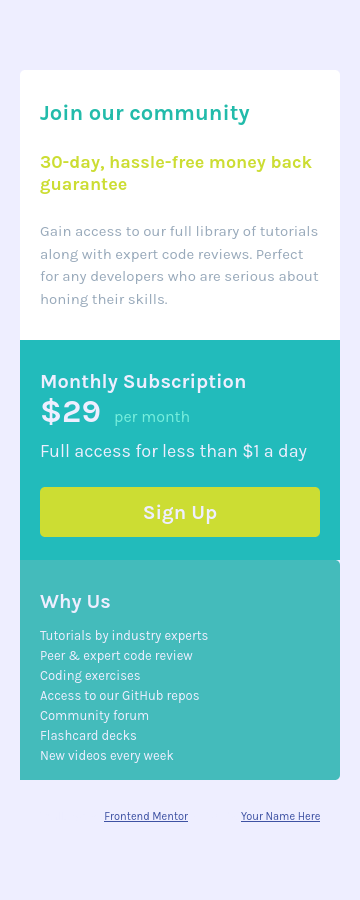 Join our community
30-day, hassle-free money back
guarantee
Gain access to our full library of tutorials
along with expert code reviews. Perfect
for any developers who are serious about
honing their skills.
Monthly Subscription
$29 per month
Full access for less than $1 a day
Sign Up
Why Us
Tutorials by industry experts
Peer & expert code review
Coding exercises
Access to our GitHub repos
Community forum
Flashcard decks
New videos every week
Frontend Mentor Your Name Here